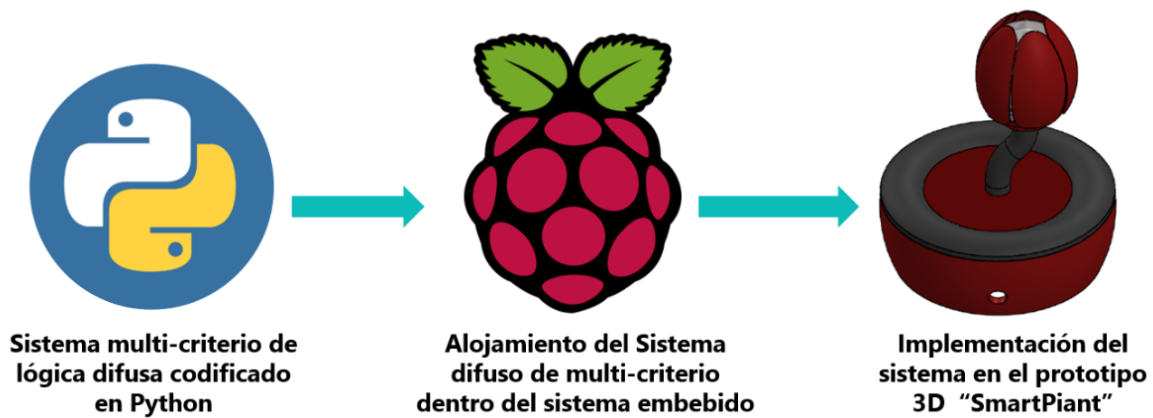 Sistema multi-criterio de
lógica difusa codificado
en Python
Alojamiento del Sistema
difuso de multi-criterio
dentro del sistema embebido
Implementación del
sistema en el prototipo
3D “SmartPiant”